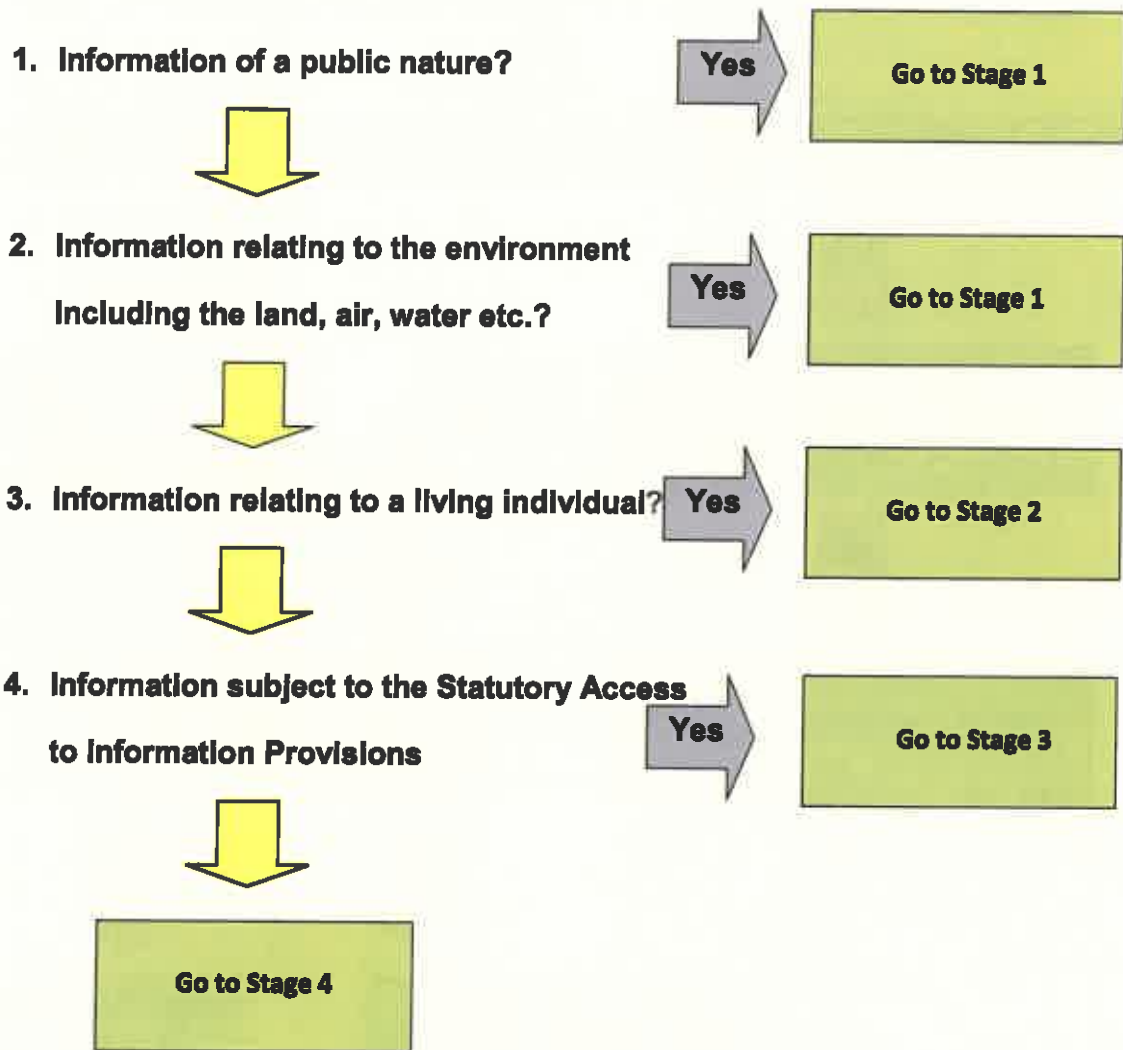 1. Information of a public nature?
Yes
Go to Stage 1
2. Information relating to the environment
Including the land, air, water etc.?
Yes
Go to Stage 1
3. Information relating to a living individual?
Yes
Go to Stage 2
4. Information subject to the Statutory Access
to Information Provisions
Yes
Go to Stage 3
Go to Stage 4